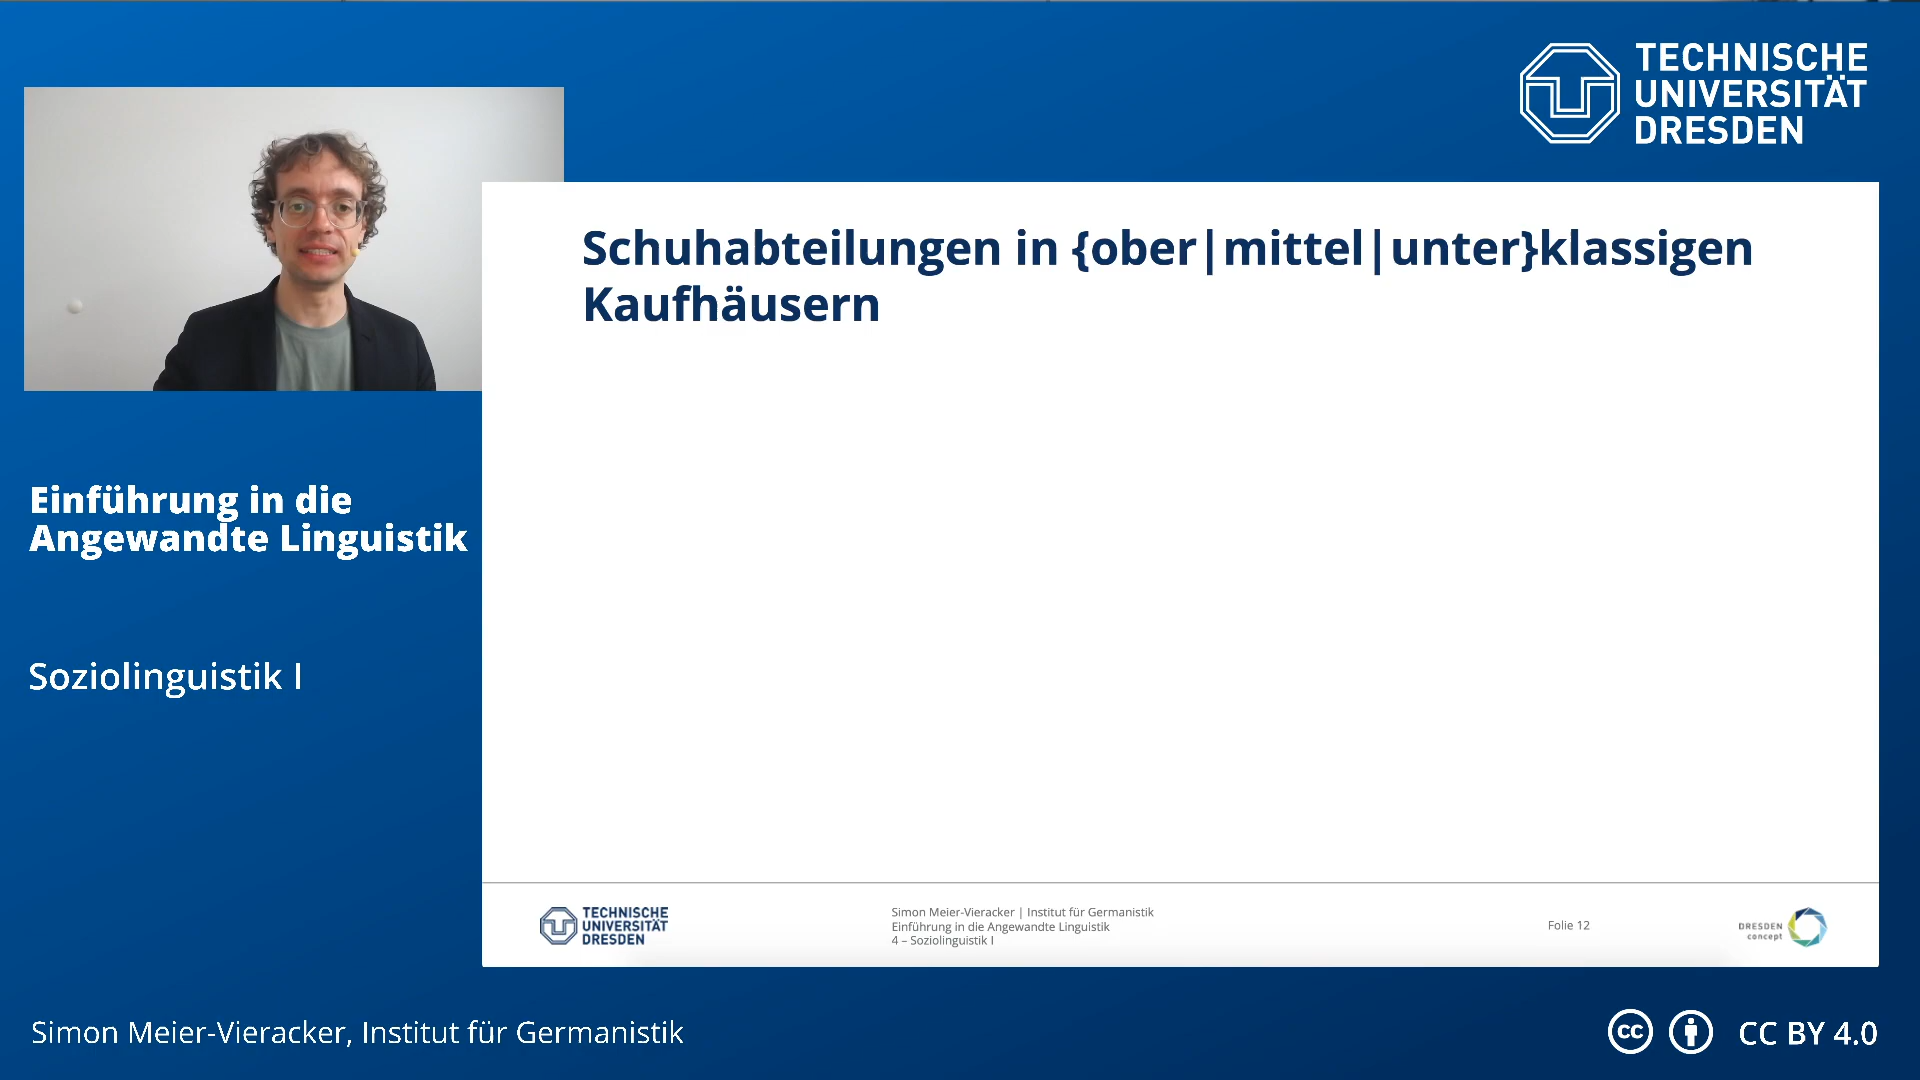 TECHNISCHE
UNIVERSITÄT
DRESDEN
Schuhabteilungen in {ober|mittel|unter}klassigen
Kaufhäusern
Einführung in die
Angewandte Linguistik
Soziolinguistik I
TECHNISCHE
UNIVERSITÄT
DRESDEN
Simon Meier-Vieracker | Institut für Germanistik
Einführung in die Angewandte Linguistik
4 – Soziolinguistik I
Folie 12
DRESDEN
concept
Simon Meier-Vieracker, Institut für Germanistik
cc
CC BY 4.0